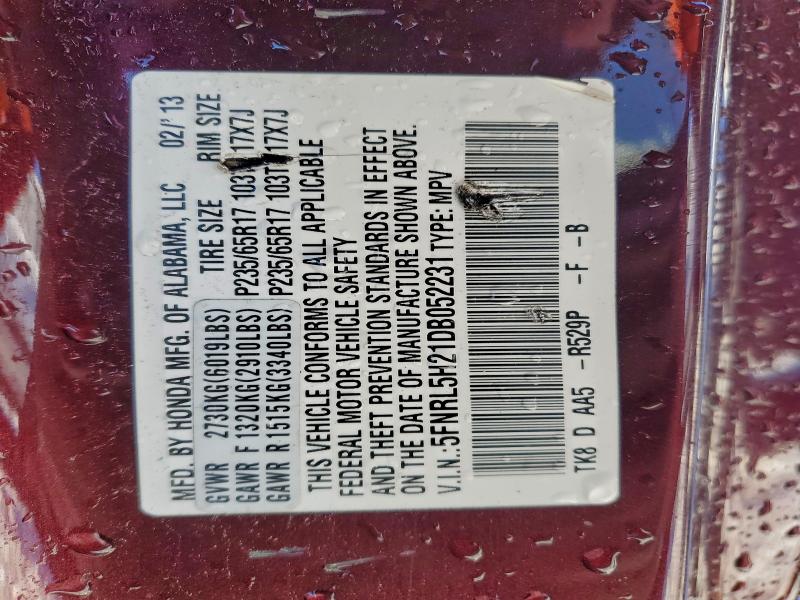 MFD. BY HONDA MFG. OF ALABAMA, LLC 02/13
GVWR 2730KG(6019LBS) TIRE SIZE RIM SIZE
GAWR F 1320KG(2910LBS) P235/65R17 103T 17X7J
GAWR R 1515KG(3340LBS) P235/65R17 103T 17X7J
THIS VEHICLE CONFORMS TO ALL APPLICABLE
FEDERAL MOTOR VEHICLE SAFETY
AND THEFT PREVENTION STANDARDS IN EFFECT
ON THE DATE OF MANUFACTURE SHOWN ABOVE.
V.I.N.:5FNRL5H21DB052231 TYPE: MPV
TK8 D AA5 -R529P -F -B